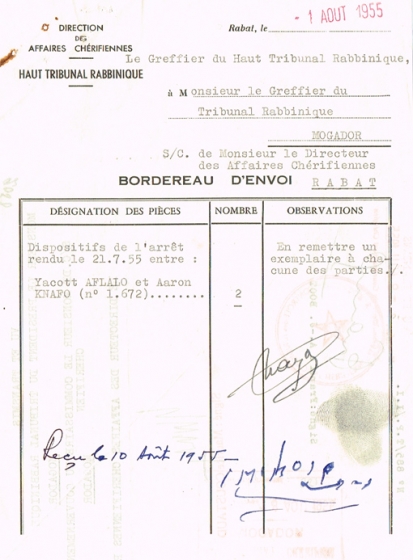 DIRECTION
DES
AFFAIRES CHÉRIFIENNES
HAUT TRIBUNAL RABBINIQUE
Rabat, le - 1 AOUT 1955
Le Greffier du Haut Tribunal Rabbinique,
à Monsieur le Greffier du
Tribunal Rabbinique
MOGADOR
S/C. de Monsieur le Directeur
des Affaires Chérifiennes
BORDEREAU D'ENVOI RABAT
DÉSIGNATION DES PIÈCES NOMBRE OBSERVATIONS
Dispositifs de l'arrêt
rendu le 21.7.55 entre :
Yacott AFLALO et Aaron
KNAFO (n° 1.672)........ 2
En remettre un
exemplaire à cha-
cune des parties./.
Reçu le 10 Août 1955 -